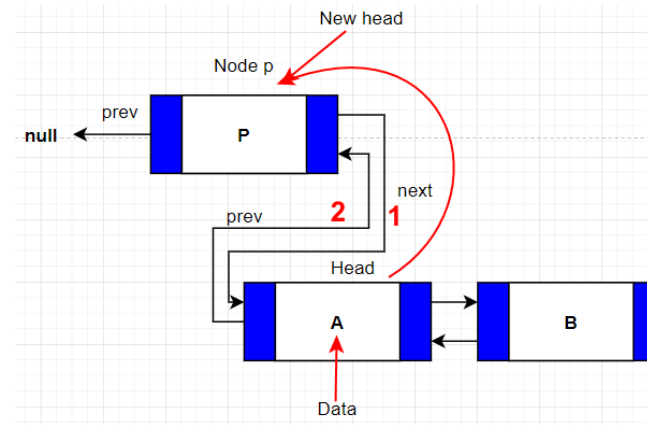 New head
Node p
prev
null
P
next
prev
2
1
Head
A
B
Data